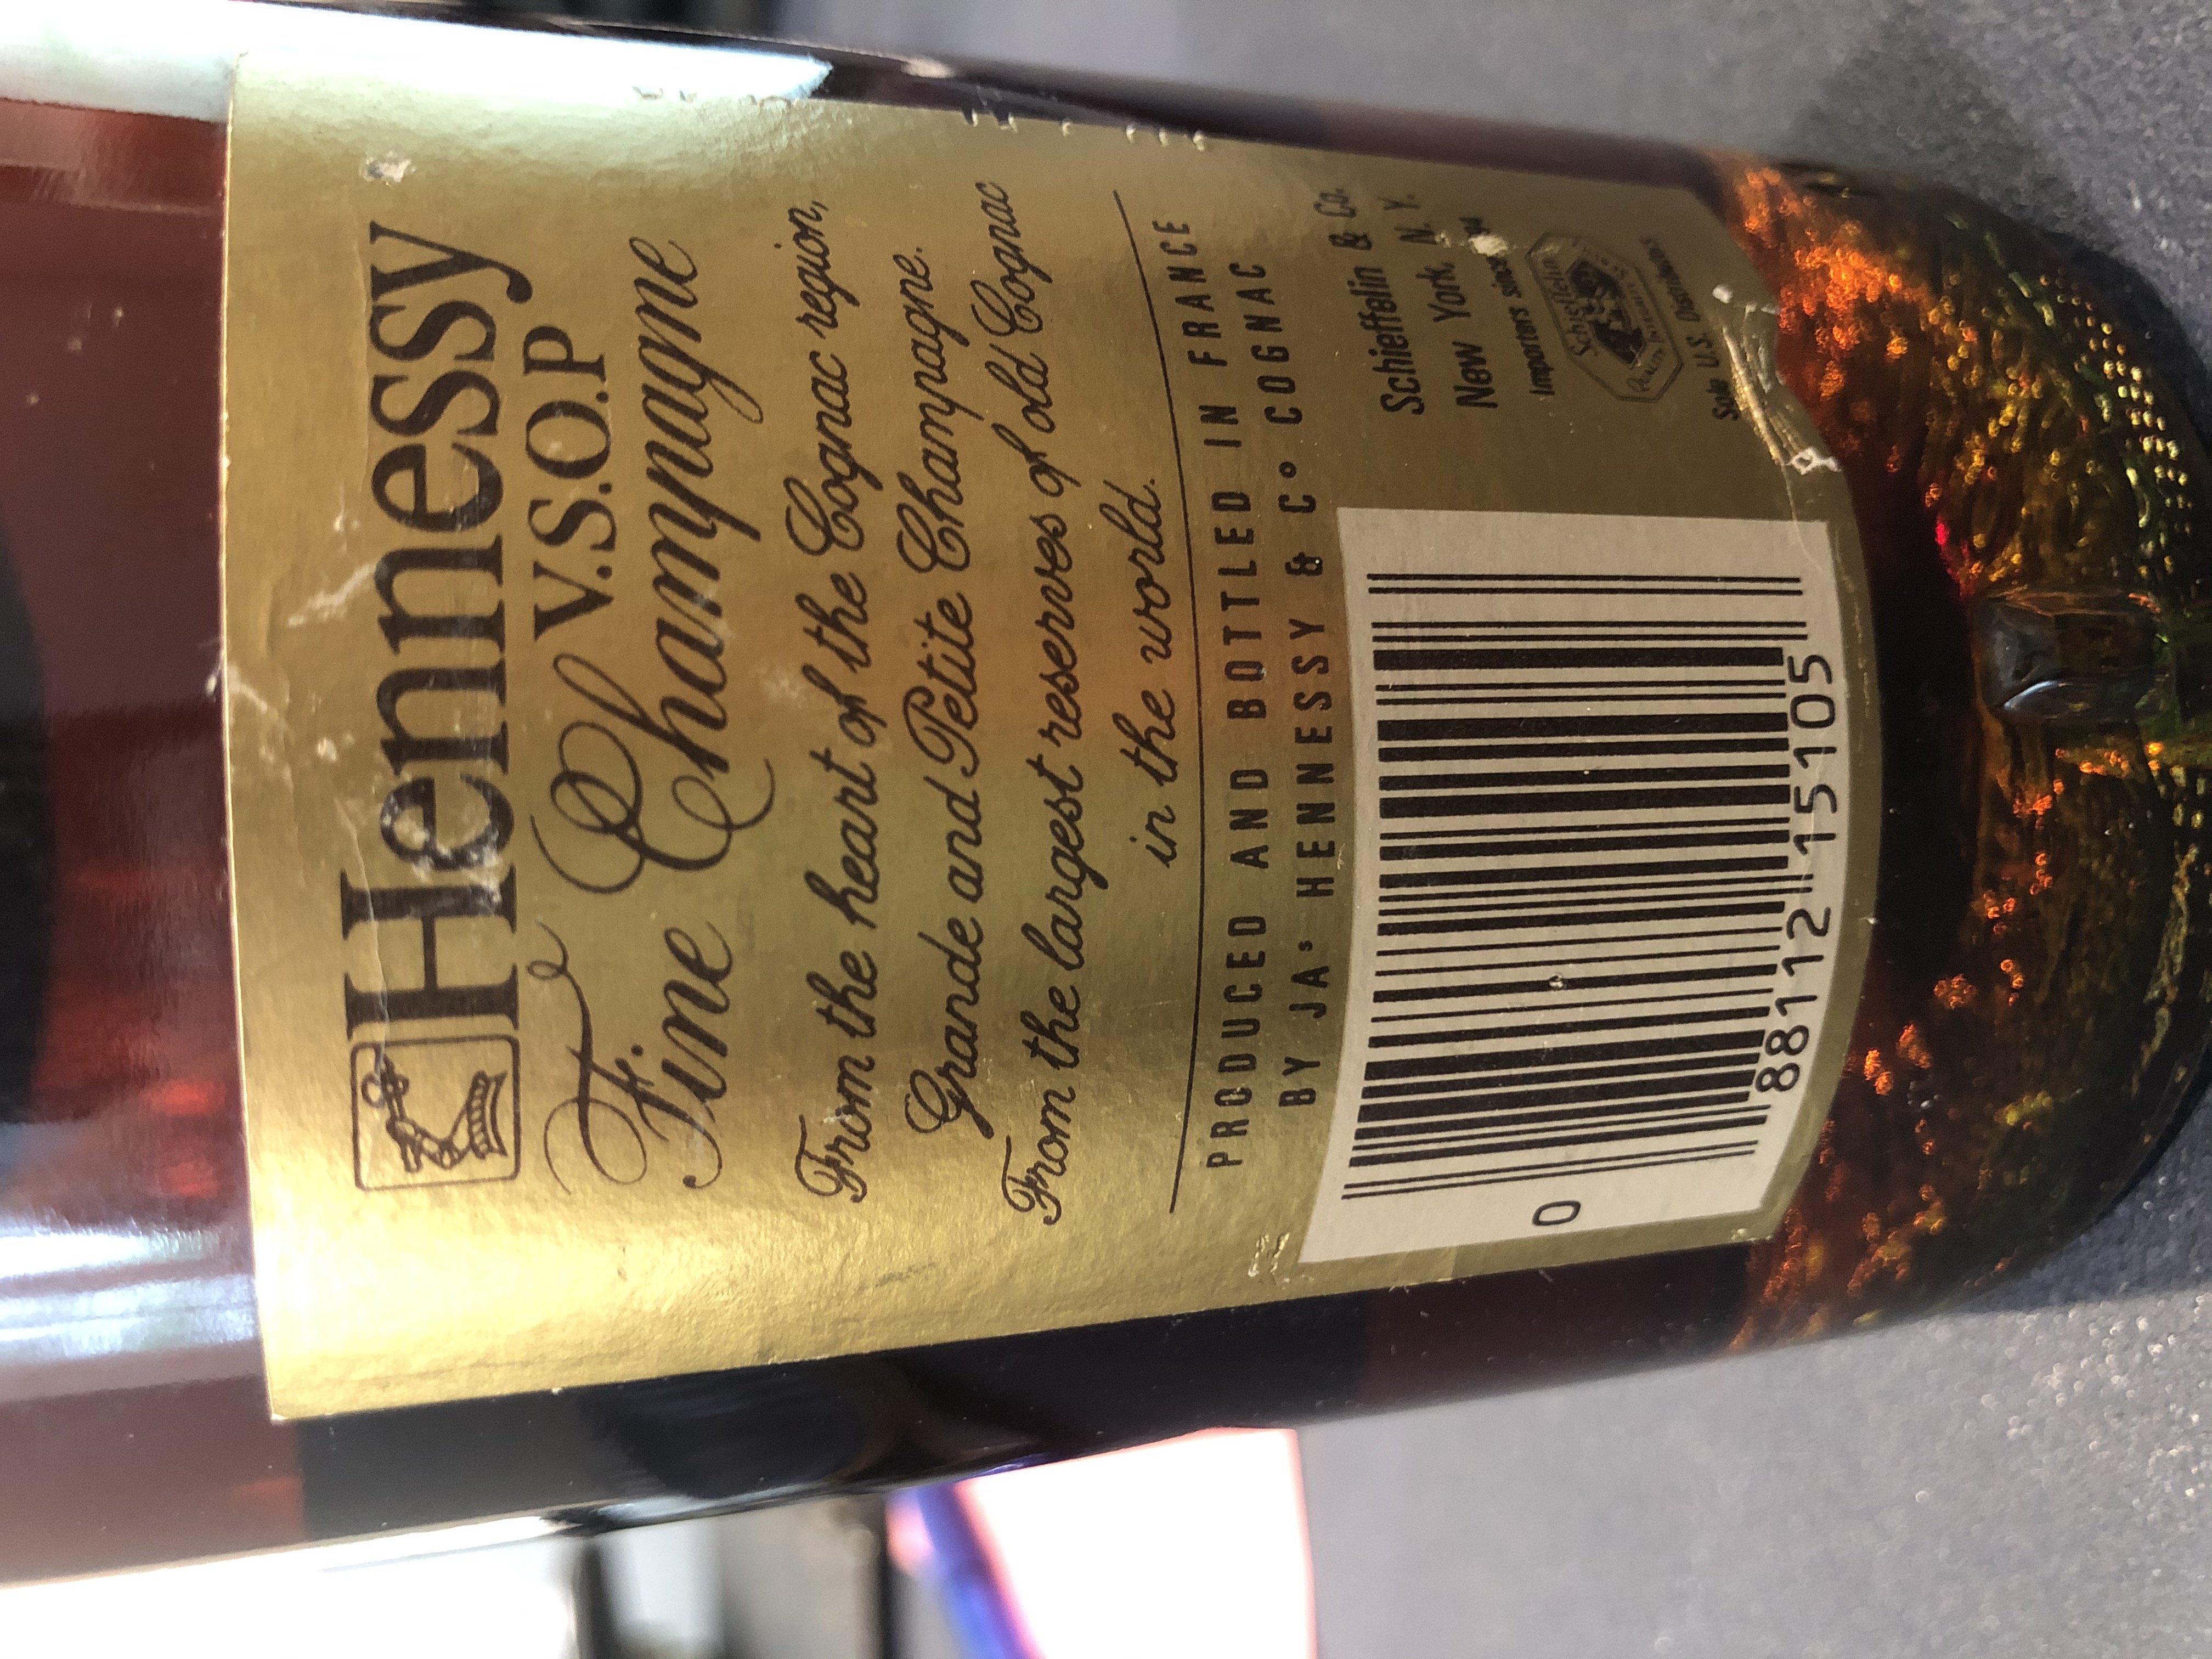 Hennessy
V.S.O.P
Fine Champagne
From the heart of the Cognac region,
Grande and Petite Champagne.
From the largest reserves of old Cognac
in the world.
PRODUCED AND BOTTLED IN FRANCE
BY JAs HENNESSY & Co COGNAC
Schieffelin & Co.
New York, N.Y.
Importers since
Schieffelin
Sole U.S. Distributors
0 88112 15105